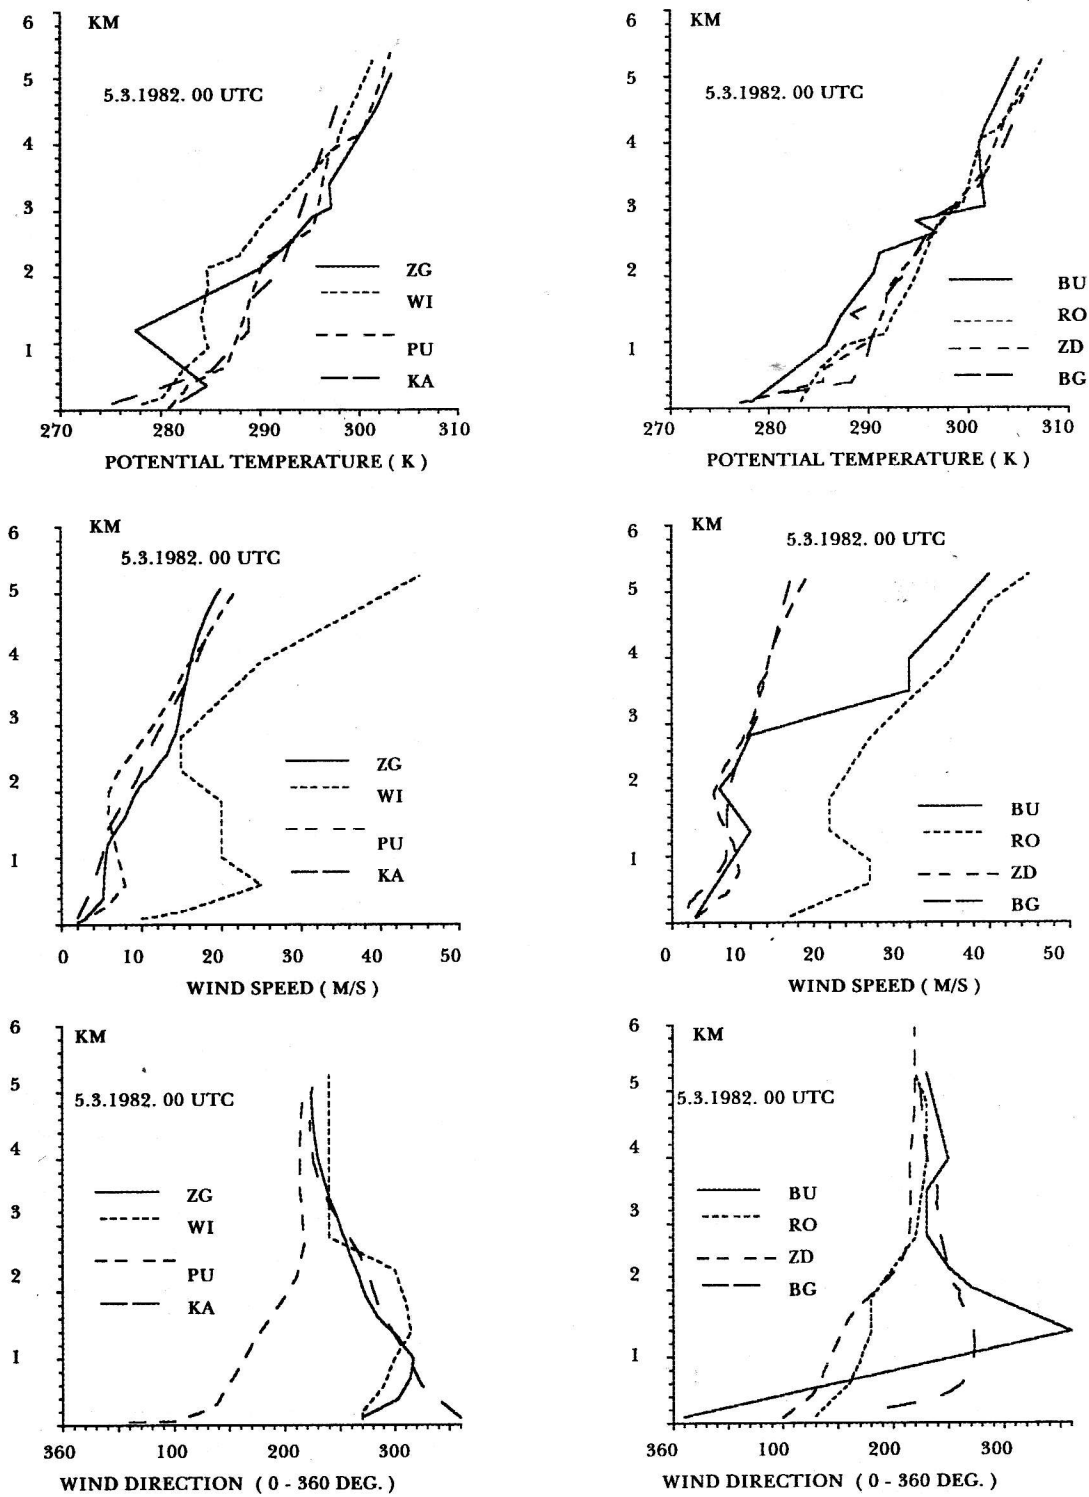 KM
6
5
4
3
2
1
5.3.1982. 00 UTC
ZG
WI
PU
KA
270 280 290 300 310
POTENTIAL TEMPERATURE ( K )
KM
6
5
4
3
2
1
5.3.1982. 00 UTC
BU
RO
ZD
BG
270 280 290 300 310
POTENTIAL TEMPERATURE ( K )
KM
6
5
4
3
2
1
5.3.1982. 00 UTC
ZG
WI
PU
KA
0 10 20 30 40 50
WIND SPEED ( M/S )
KM
6
5
4
3
2
1
5.3.1982. 00 UTC
BU
RO
ZD
BG
0 10 20 30 40 50
WIND SPEED ( M/S )
KM
6
5
4
3
2
1
5.3.1982. 00 UTC
ZG
WI
PU
KA
360 100 200 300
WIND DIRECTION ( 0 - 360 DEG. )
KM
6
5
4
3
2
1
5.3.1982. 00 UTC
BU
RO
ZD
BG
360 100 200 300
WIND DIRECTION ( 0 - 360 DEG. )